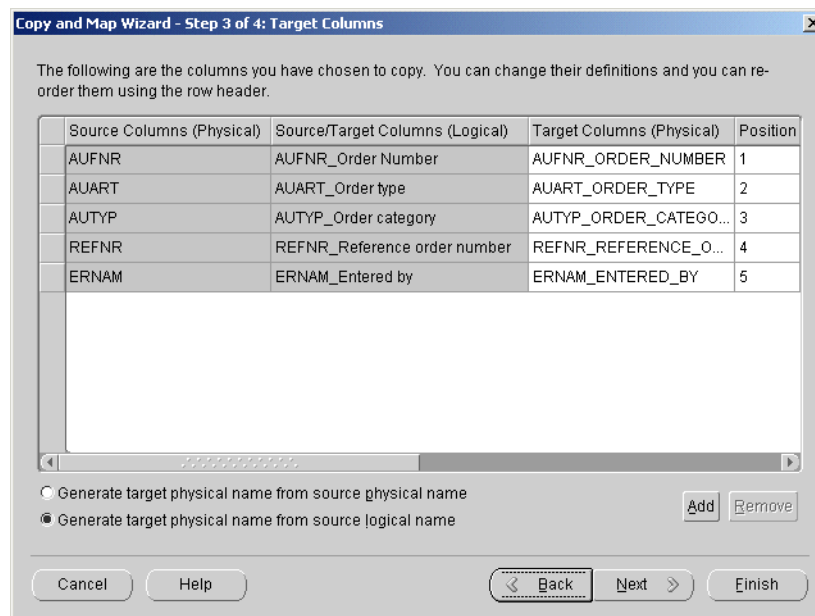 Copy and Map Wizard - Step 3 of 4: Target Columns
The following are the columns you have chosen to copy. You can change their definitions and you can re-
order them using the row header.
Source Columns (Physical) Source/Target Columns (Logical) Target Columns (Physical) Position
AUFNR AUFNR_Order Number AUFNR_ORDER_NUMBER 1
AUART AUART_Order type AUART_ORDER_TYPE 2
AUTYP AUTYP_Order category AUTYP_ORDER_CATEGO... 3
REFNR REFNR_Reference order number REFNR_REFERENCE_O... 4
ERNAM ERNAM_Entered by ERNAM_ENTERED_BY 5
Generate target physical name from source physical name
Generate target physical name from source logical name
Add Remove
Cancel Help Back Next Finish